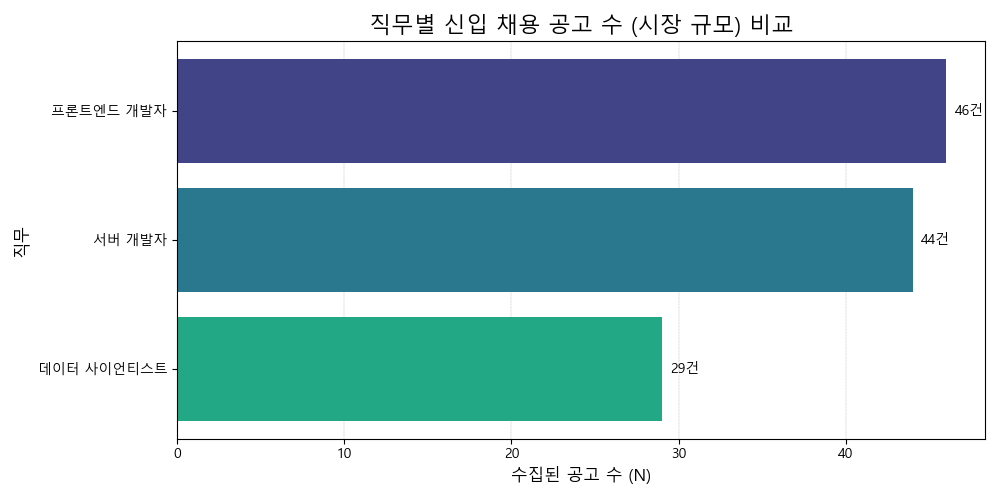 직무별 신입 채용 공고 수 (시장 규모) 비교
프론트엔드 개발자
46건
서버 개발자
44건
데이터 사이언티스트
29건
직무
0 10 20 30 40
수집된 공고 수 (N)